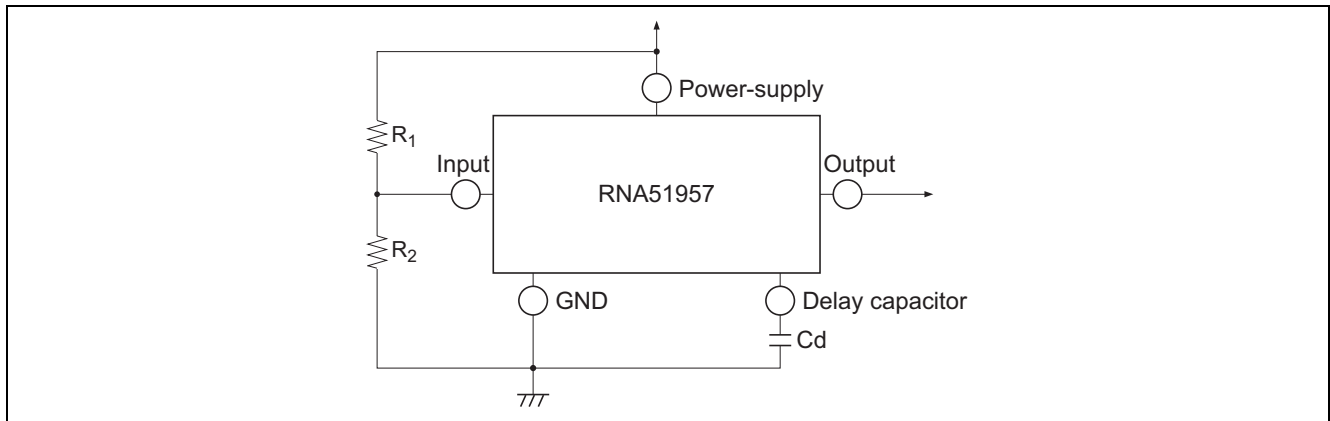 Power-supply
R1
Input
RNA51957
Output
R2
GND
Delay capacitor
Cd